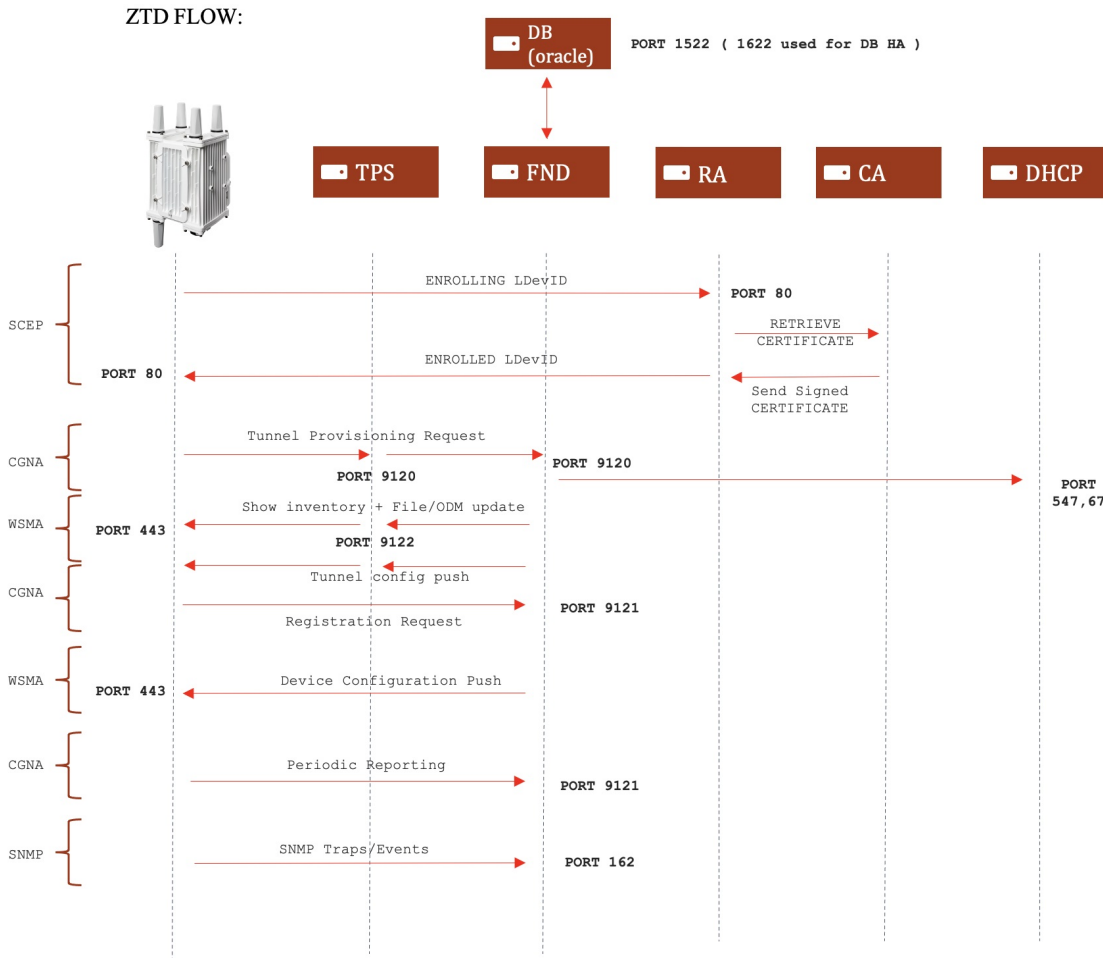 ZTD FLOW:
DB
(oracle)
PORT 1522 ( 1622 used for DB HA )
TPS
FND
RA
CA
DHCP
SCEP
ENROLLING LDevID
PORT 80
RETRIEVE
CERTIFICATE
ENROLLED LDevID
PORT 80
Send Signed
CERTIFICATE
CGNA
Tunnel Provisioning Request
PORT 9120
PORT 9120
PORT
547,67
WSMA
Show inventory + File/ODM update
PORT 443
PORT 9122
CGNA
Tunnel config push
PORT 9121
Registration Request
WSMA
Device Configuration Push
PORT 443
CGNA
Periodic Reporting
PORT 9121
SNMP
SNMP Traps/Events
PORT 162